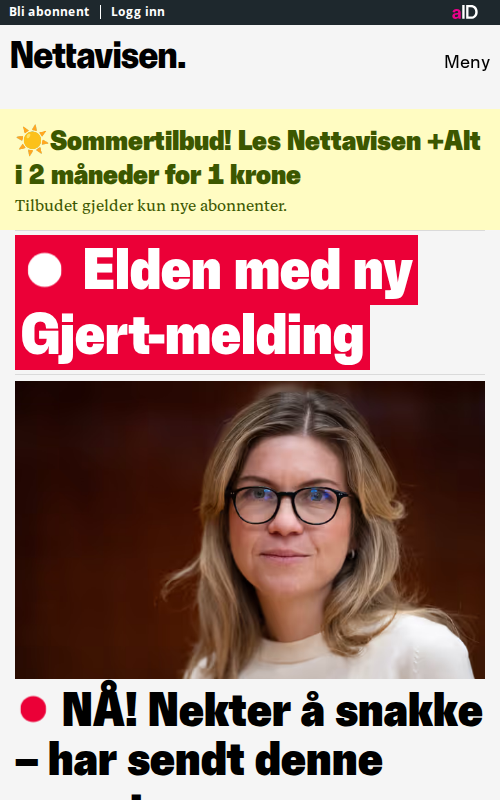 Bli abonnent | Logg inn
aID
Nettavisen.
Meny
☀️Sommertilbud! Les Nettavisen +Alt
i 2 måneder for 1 krone
Tilbudet gjelder kun nye abonnenter.
Elden med ny
Gjert-melding
NÅ! Nekter å snakke
– har sendt denne